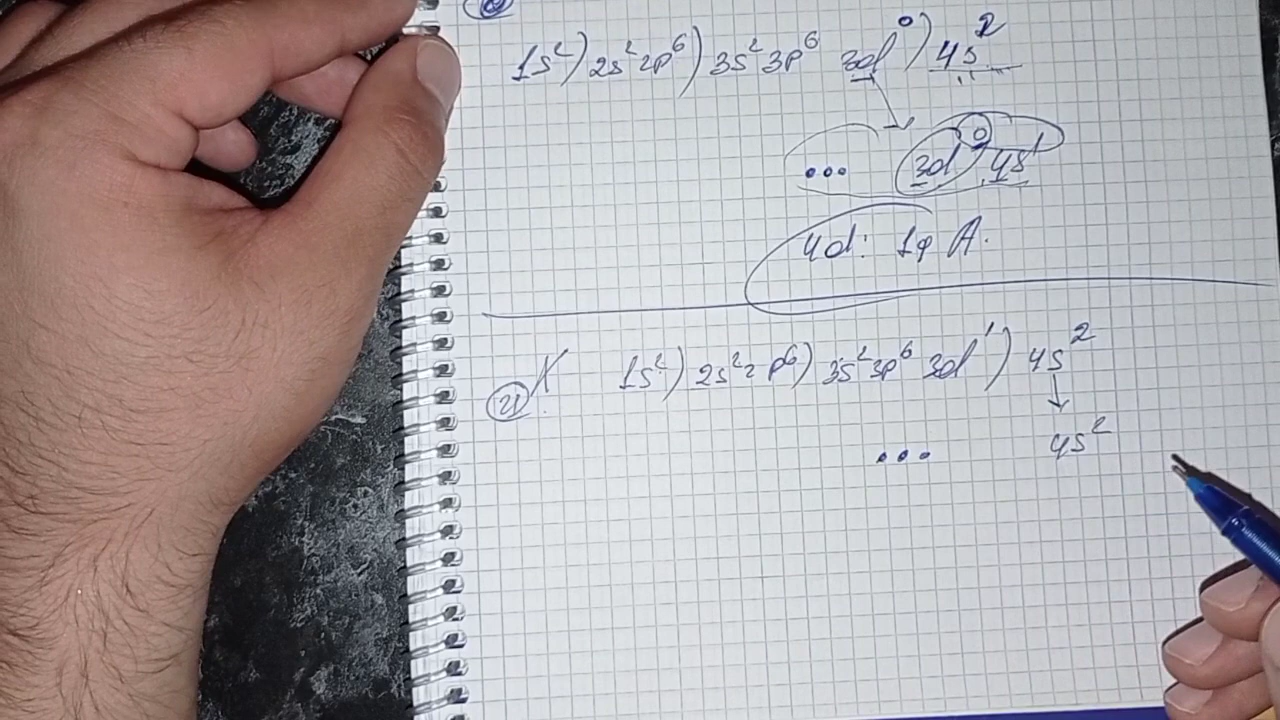 1s²) 2s²2p⁶) 3s²3p⁶ 3d⁰) 4s²
... 3d⁰ 4s¹
4d: 1φ A.
21 X 1s²) 2s²2p⁶) 3s²3p⁶ 3d¹) 4s²
... 4s²